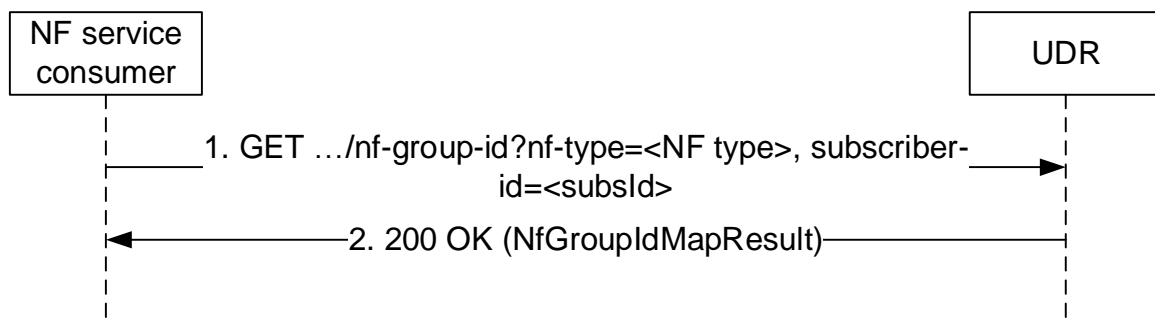 NF service
consumer
UDR
1. GET …/nf-group-id?nf-type=<NF type>, subscriber-
id=<subsId>
2. 200 OK (NfGroupIdMapResult)